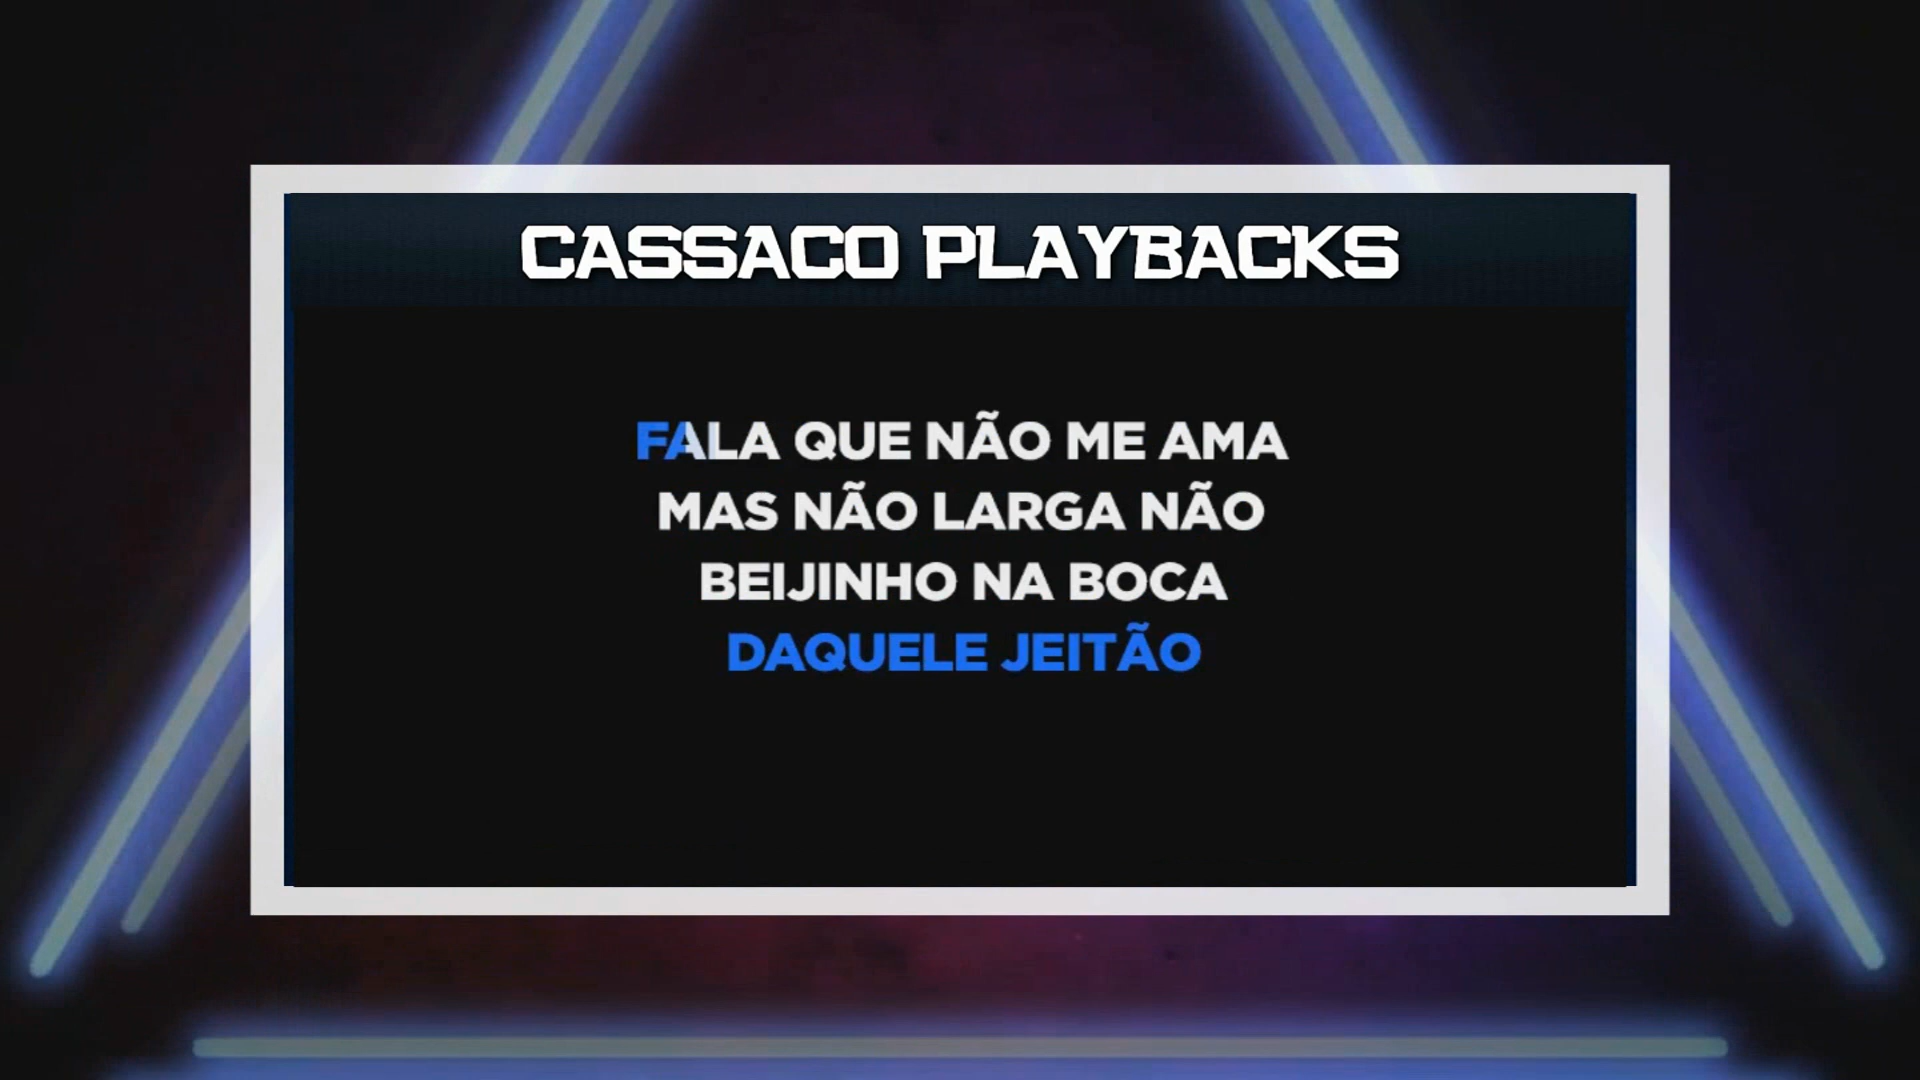 CASSACO PLAYBACKS
FALA QUE NÃO ME AMA
MAS NÃO LARGA NÃO
BEIJINHO NA BOCA
DAQUELE JEITÃO